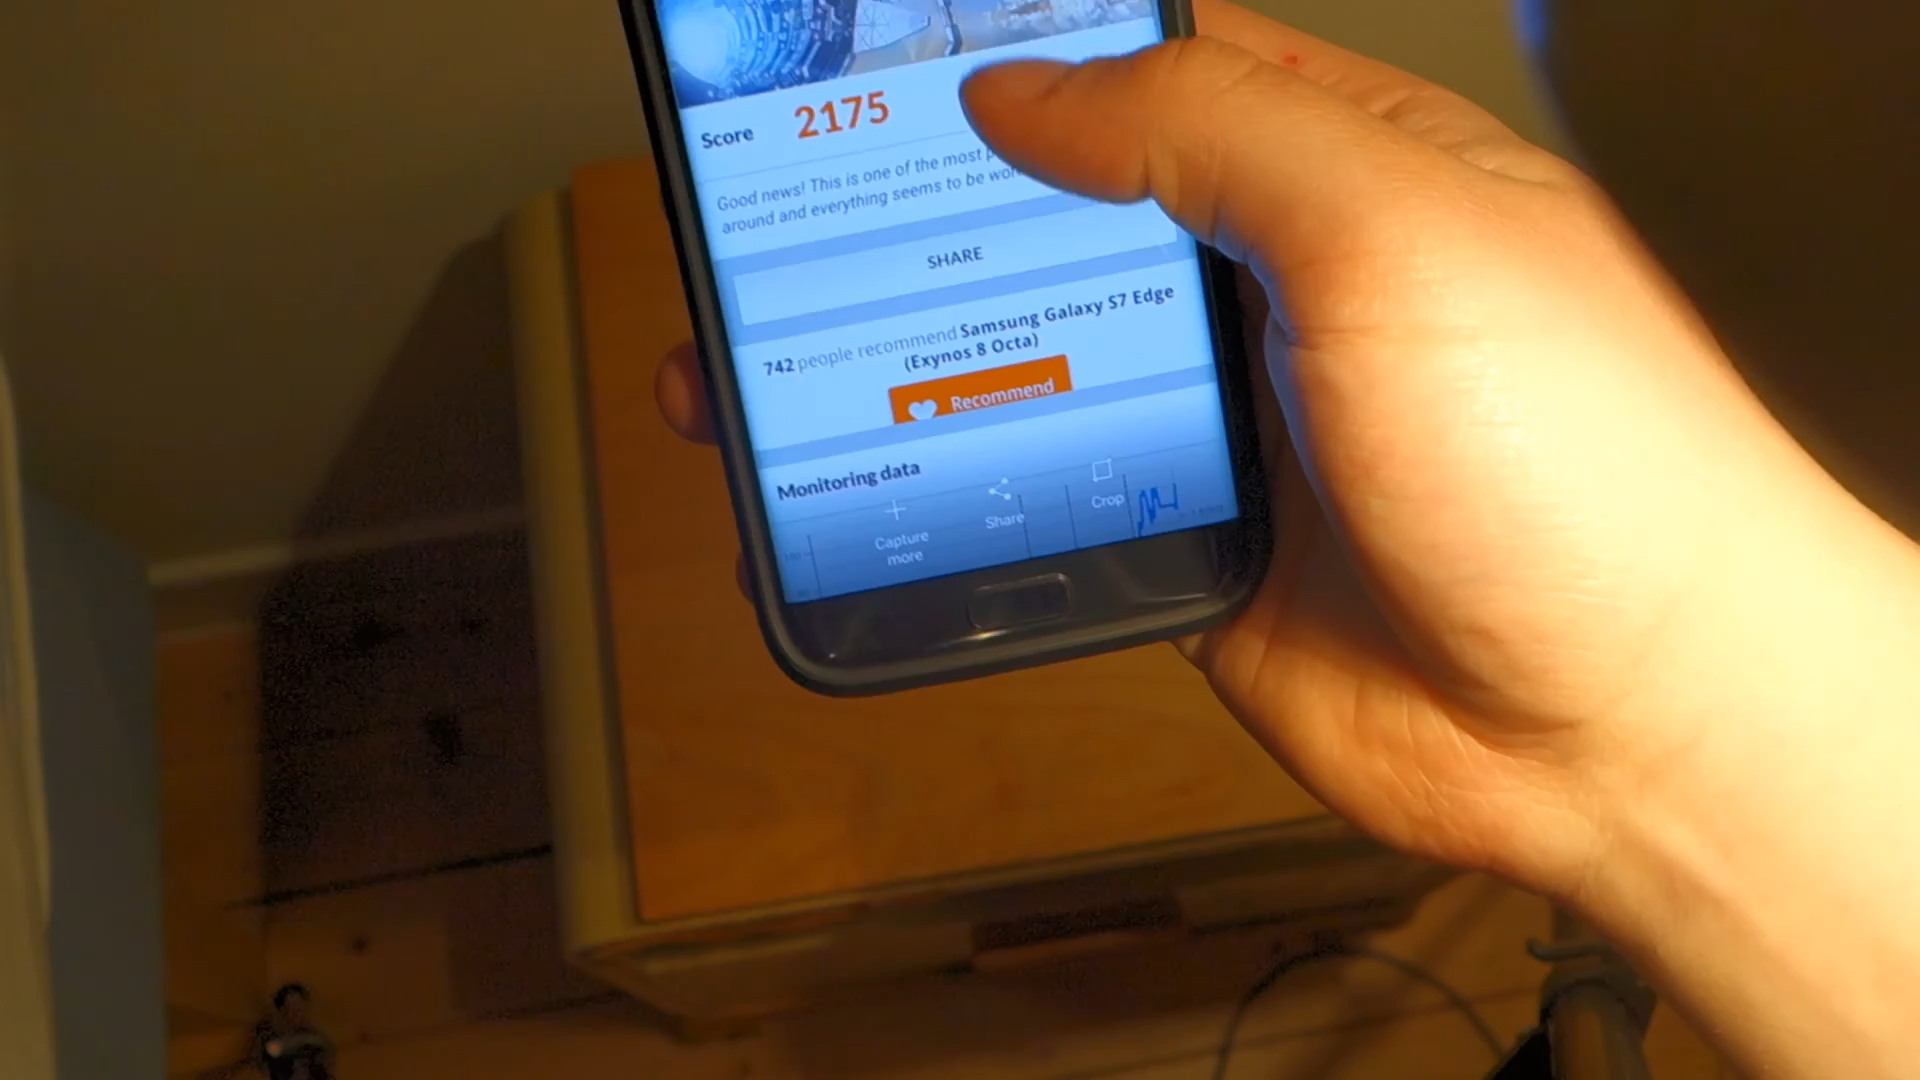 Score 2175
Good news! This is one of the most
around and everything seems to be
SHARE
742 people recommend Samsung Galaxy S7 Edge
(Exynos 8 Octa)
Recommend
Monitoring data
Capture
more
Share
Crop